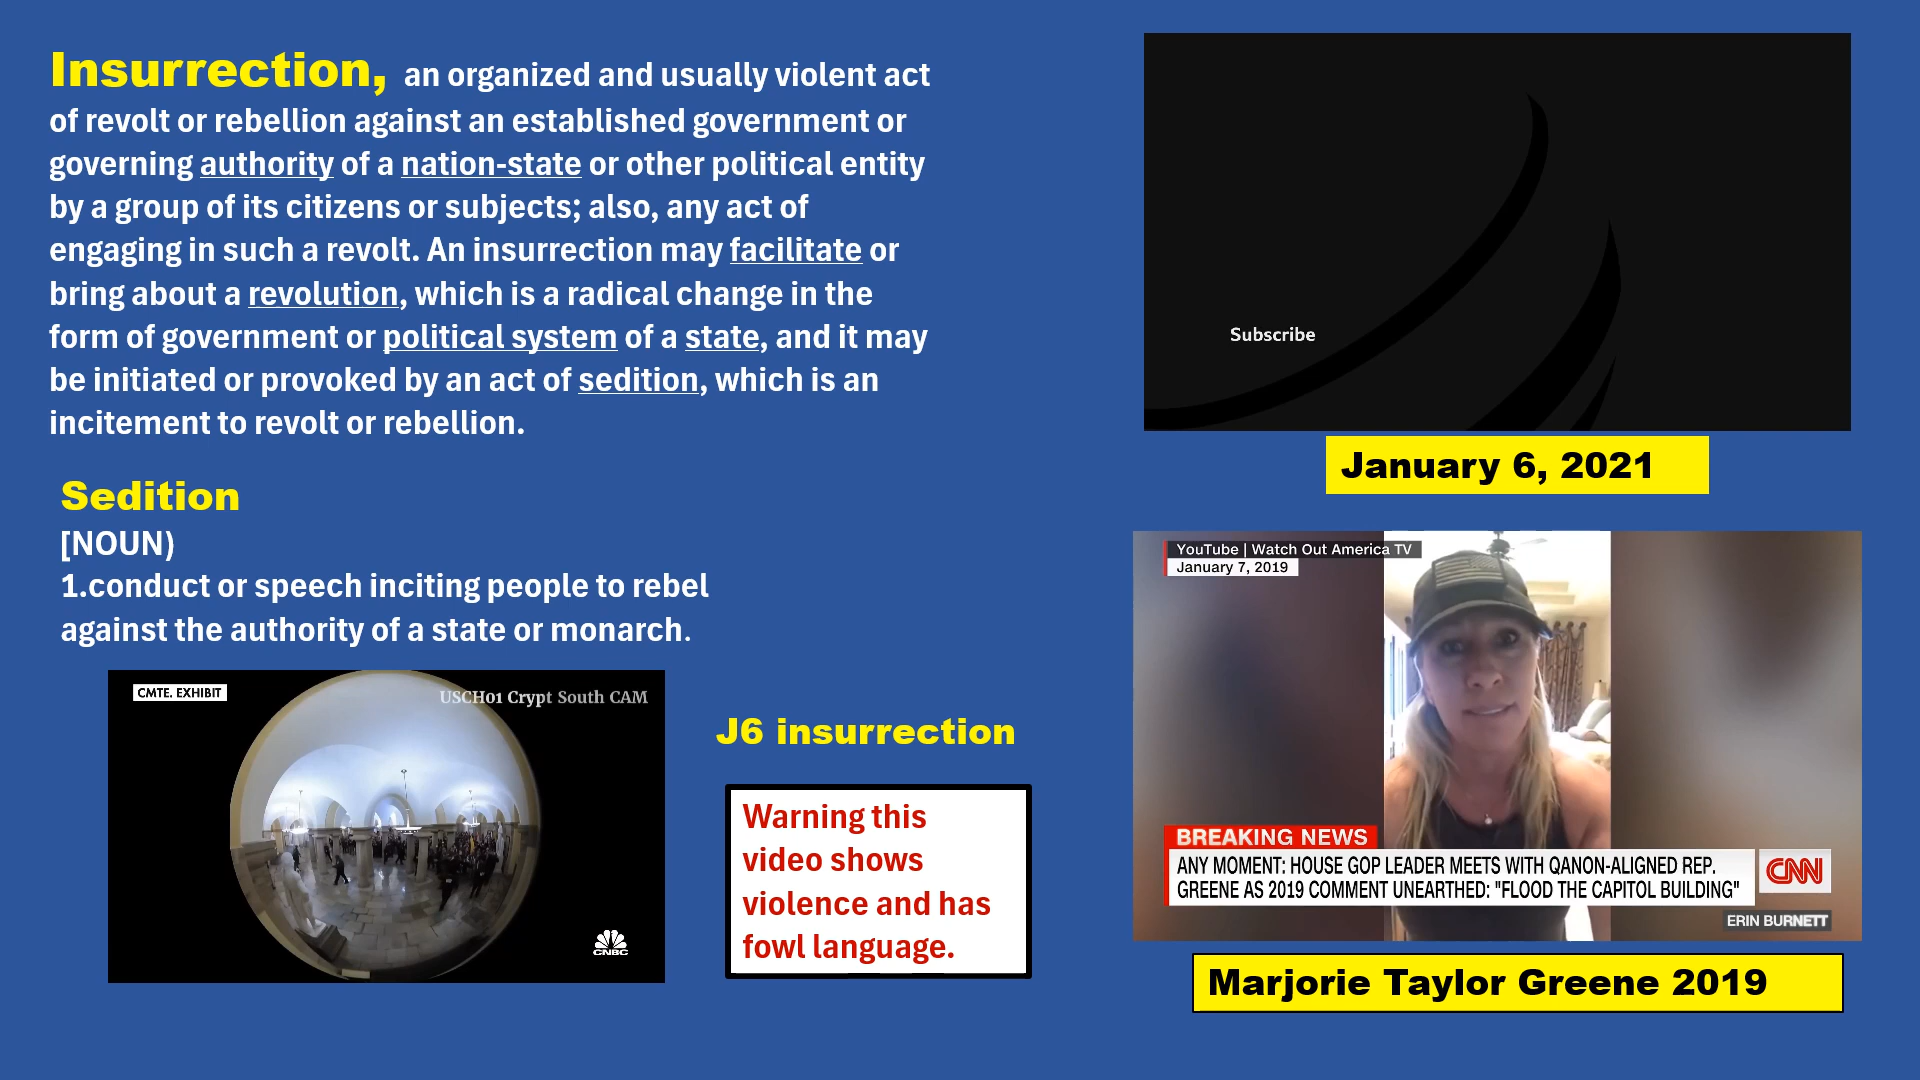 Insurrection, an organized and usually violent act
of revolt or rebellion against an established government or
governing authority of a nation-state or other political entity
by a group of its citizens or subjects; also, any act of
engaging in such a revolt. An insurrection may facilitate or
bring about a revolution, which is a radical change in the
form of government or political system of a state, and it may
be initiated or provoked by an act of sedition, which is an
incitement to revolt or rebellion.
Sedition
[NOUN)
1.conduct or speech inciting people to rebel
against the authority of a state or monarch.
CMTE. EXHIBIT
USCH01 Crypt South CAM
CNBC
J6 insurrection
Warning this
video shows
violence and has
fowl language.
Subscribe
January 6, 2021
YouTube | Watch Out America TV
January 7, 2019
BREAKING NEWS
ANY MOMENT: HOUSE GOP LEADER MEETS WITH QANON-ALIGNED REP.
GREENE AS 2019 COMMENT UNEARTHED: "FLOOD THE CAPITOL BUILDING"
CNN
ERIN BURNETT
Marjorie Taylor Greene 2019